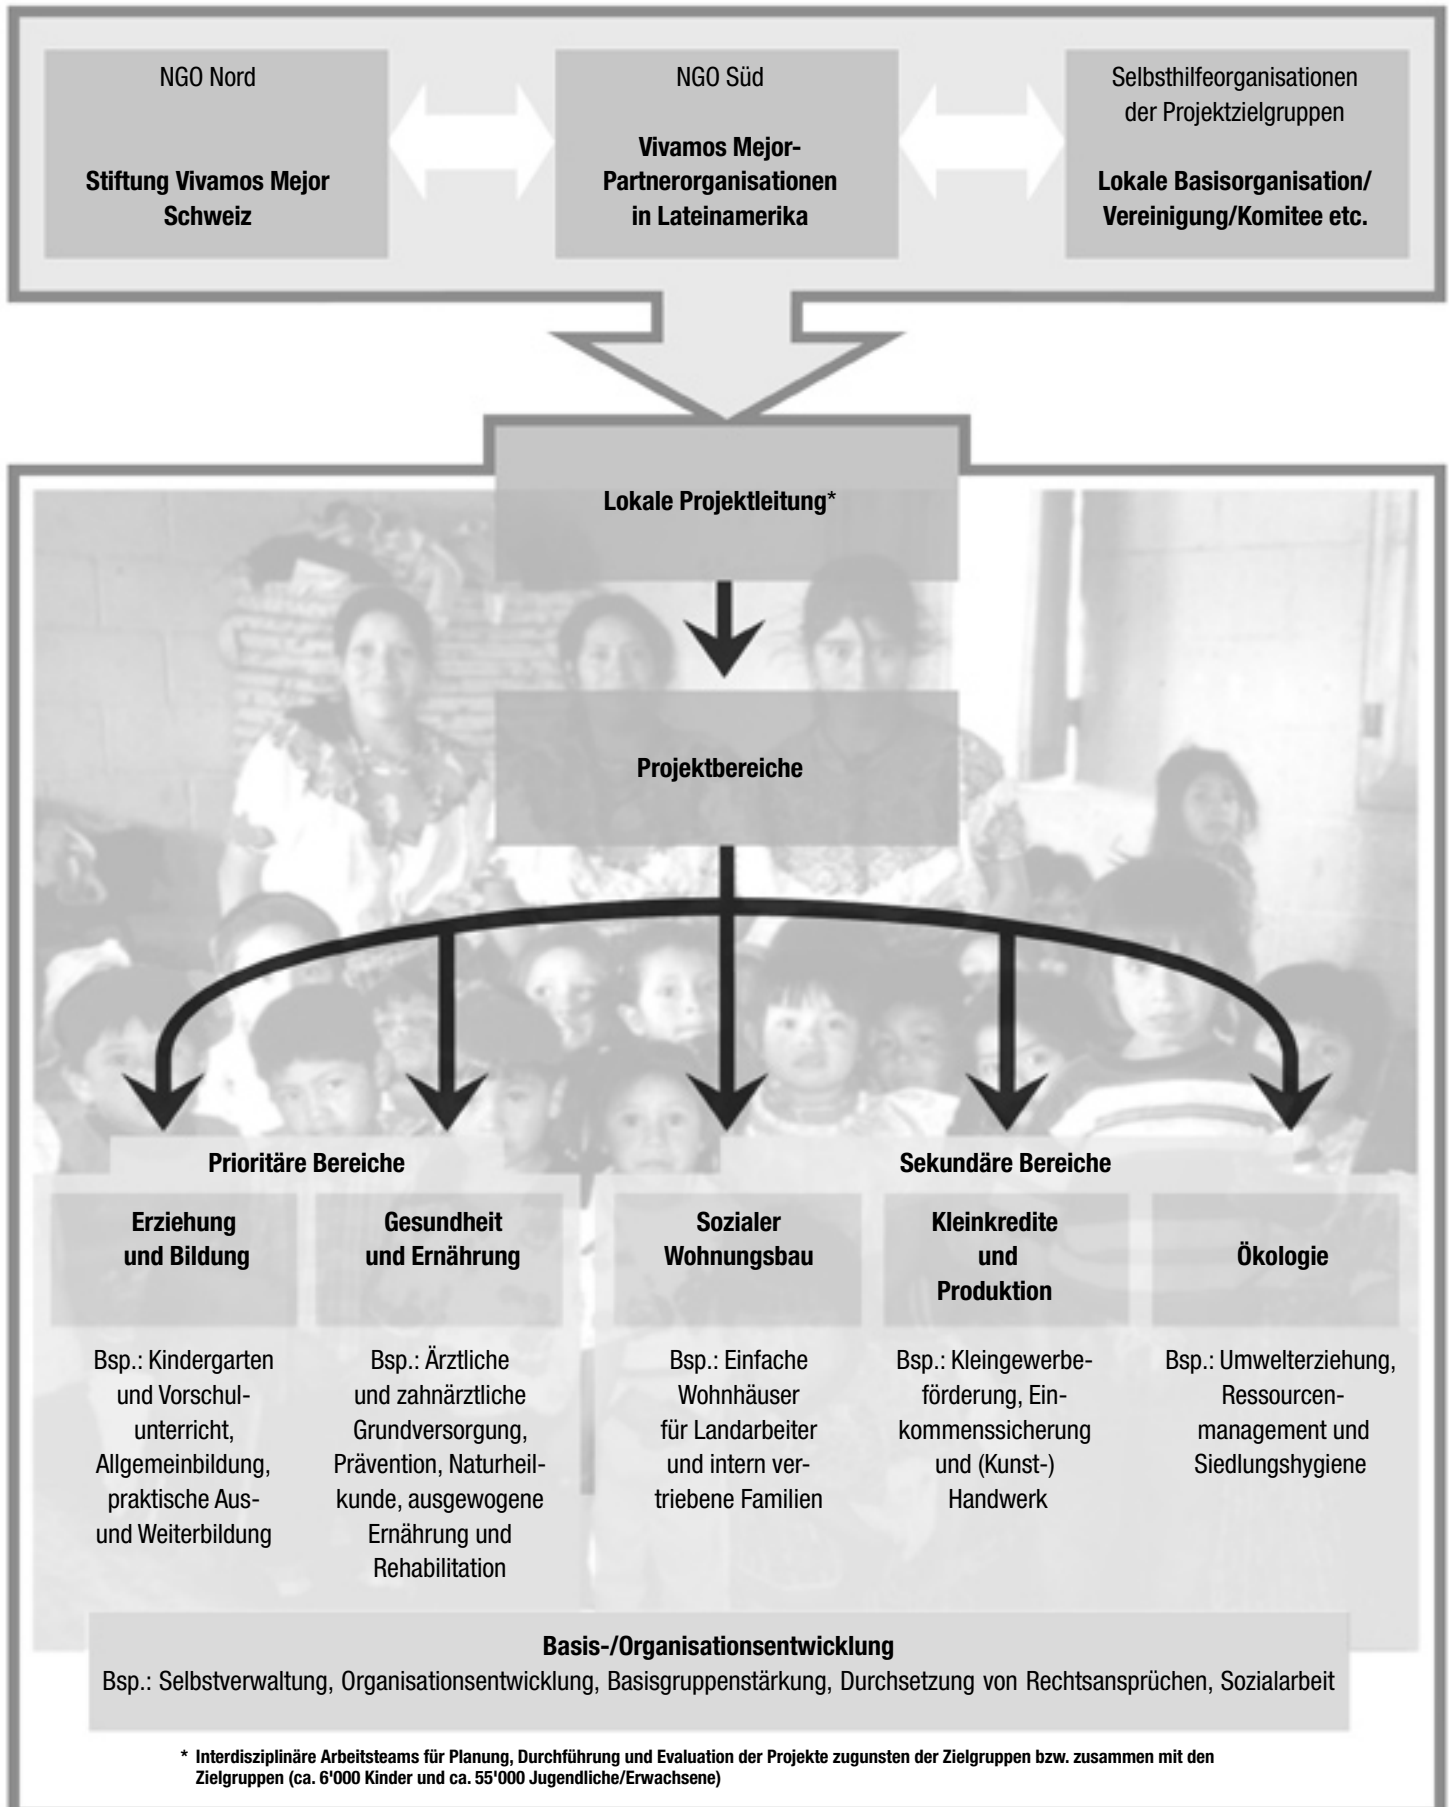 NGO Nord
Stiftung Vivamos Mejor
Schweiz
NGO Süd
Vivamos Mejor-
Partnerorganisationen
in Lateinamerika
Selbsthilfeorganisationen
der Projektzielgruppen
Lokale Basisorganisation/
Vereinigung/Komitee etc.
Lokale Projektleitung*
Projektbereiche
Prioritäre Bereiche
Erziehung
und Bildung
Bsp.: Kindergarten
und Vorschul-
unterricht,
Allgemeinbildung,
praktische Aus-
und Weiterbildung
Gesundheit
und Ernährung
Bsp.: Ärztliche
und zahnärztliche
Grundversorgung,
Prävention, Naturheil-
kunde, ausgewogene
Ernährung und
Rehabilitation
Sekundäre Bereiche
Sozialer
Wohnungsbau
Bsp.: Einfache
Wohnhäuser
für Landarbeiter
und intern ver-
triebene Familien
Kleinkredite
und
Produktion
Bsp.: Kleingewerbe-
förderung, Ein-
kommenssicherung
und (Kunst-)
Handwerk
Ökologie
Bsp.: Umwelterziehung,
Ressourcen-
management und
Siedlungshygiene
Basis-/Organisationsentwicklung
Bsp.: Selbstverwaltung, Organisationsentwicklung, Basisgruppenstärkung, Durchsetzung von Rechtsansprüchen, Sozialarbeit
* Interdisziplinäre Arbeitsteams für Planung, Durchführung und Evaluation der Projekte zugunsten der Zielgruppen bzw. zusammen mit den
Zielgruppen (ca. 6'000 Kinder und ca. 55'000 Jugendliche/Erwachsene)